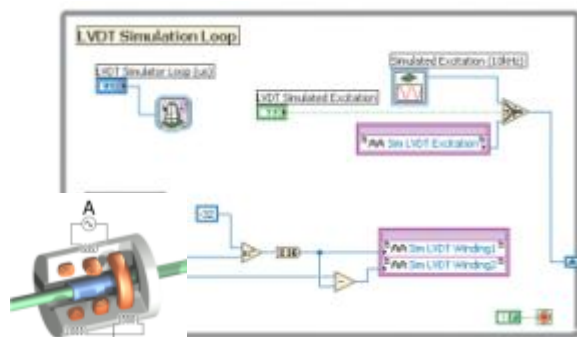 LVDT Simulation Loop
Simulated Excitation (10kHz)
LVDT Simulator Loop (us)
LVDT Simulated Excitation
Sim LVDT Excitation
A
-32
Sim LVDT Winding1
Sim LVDT Winding2